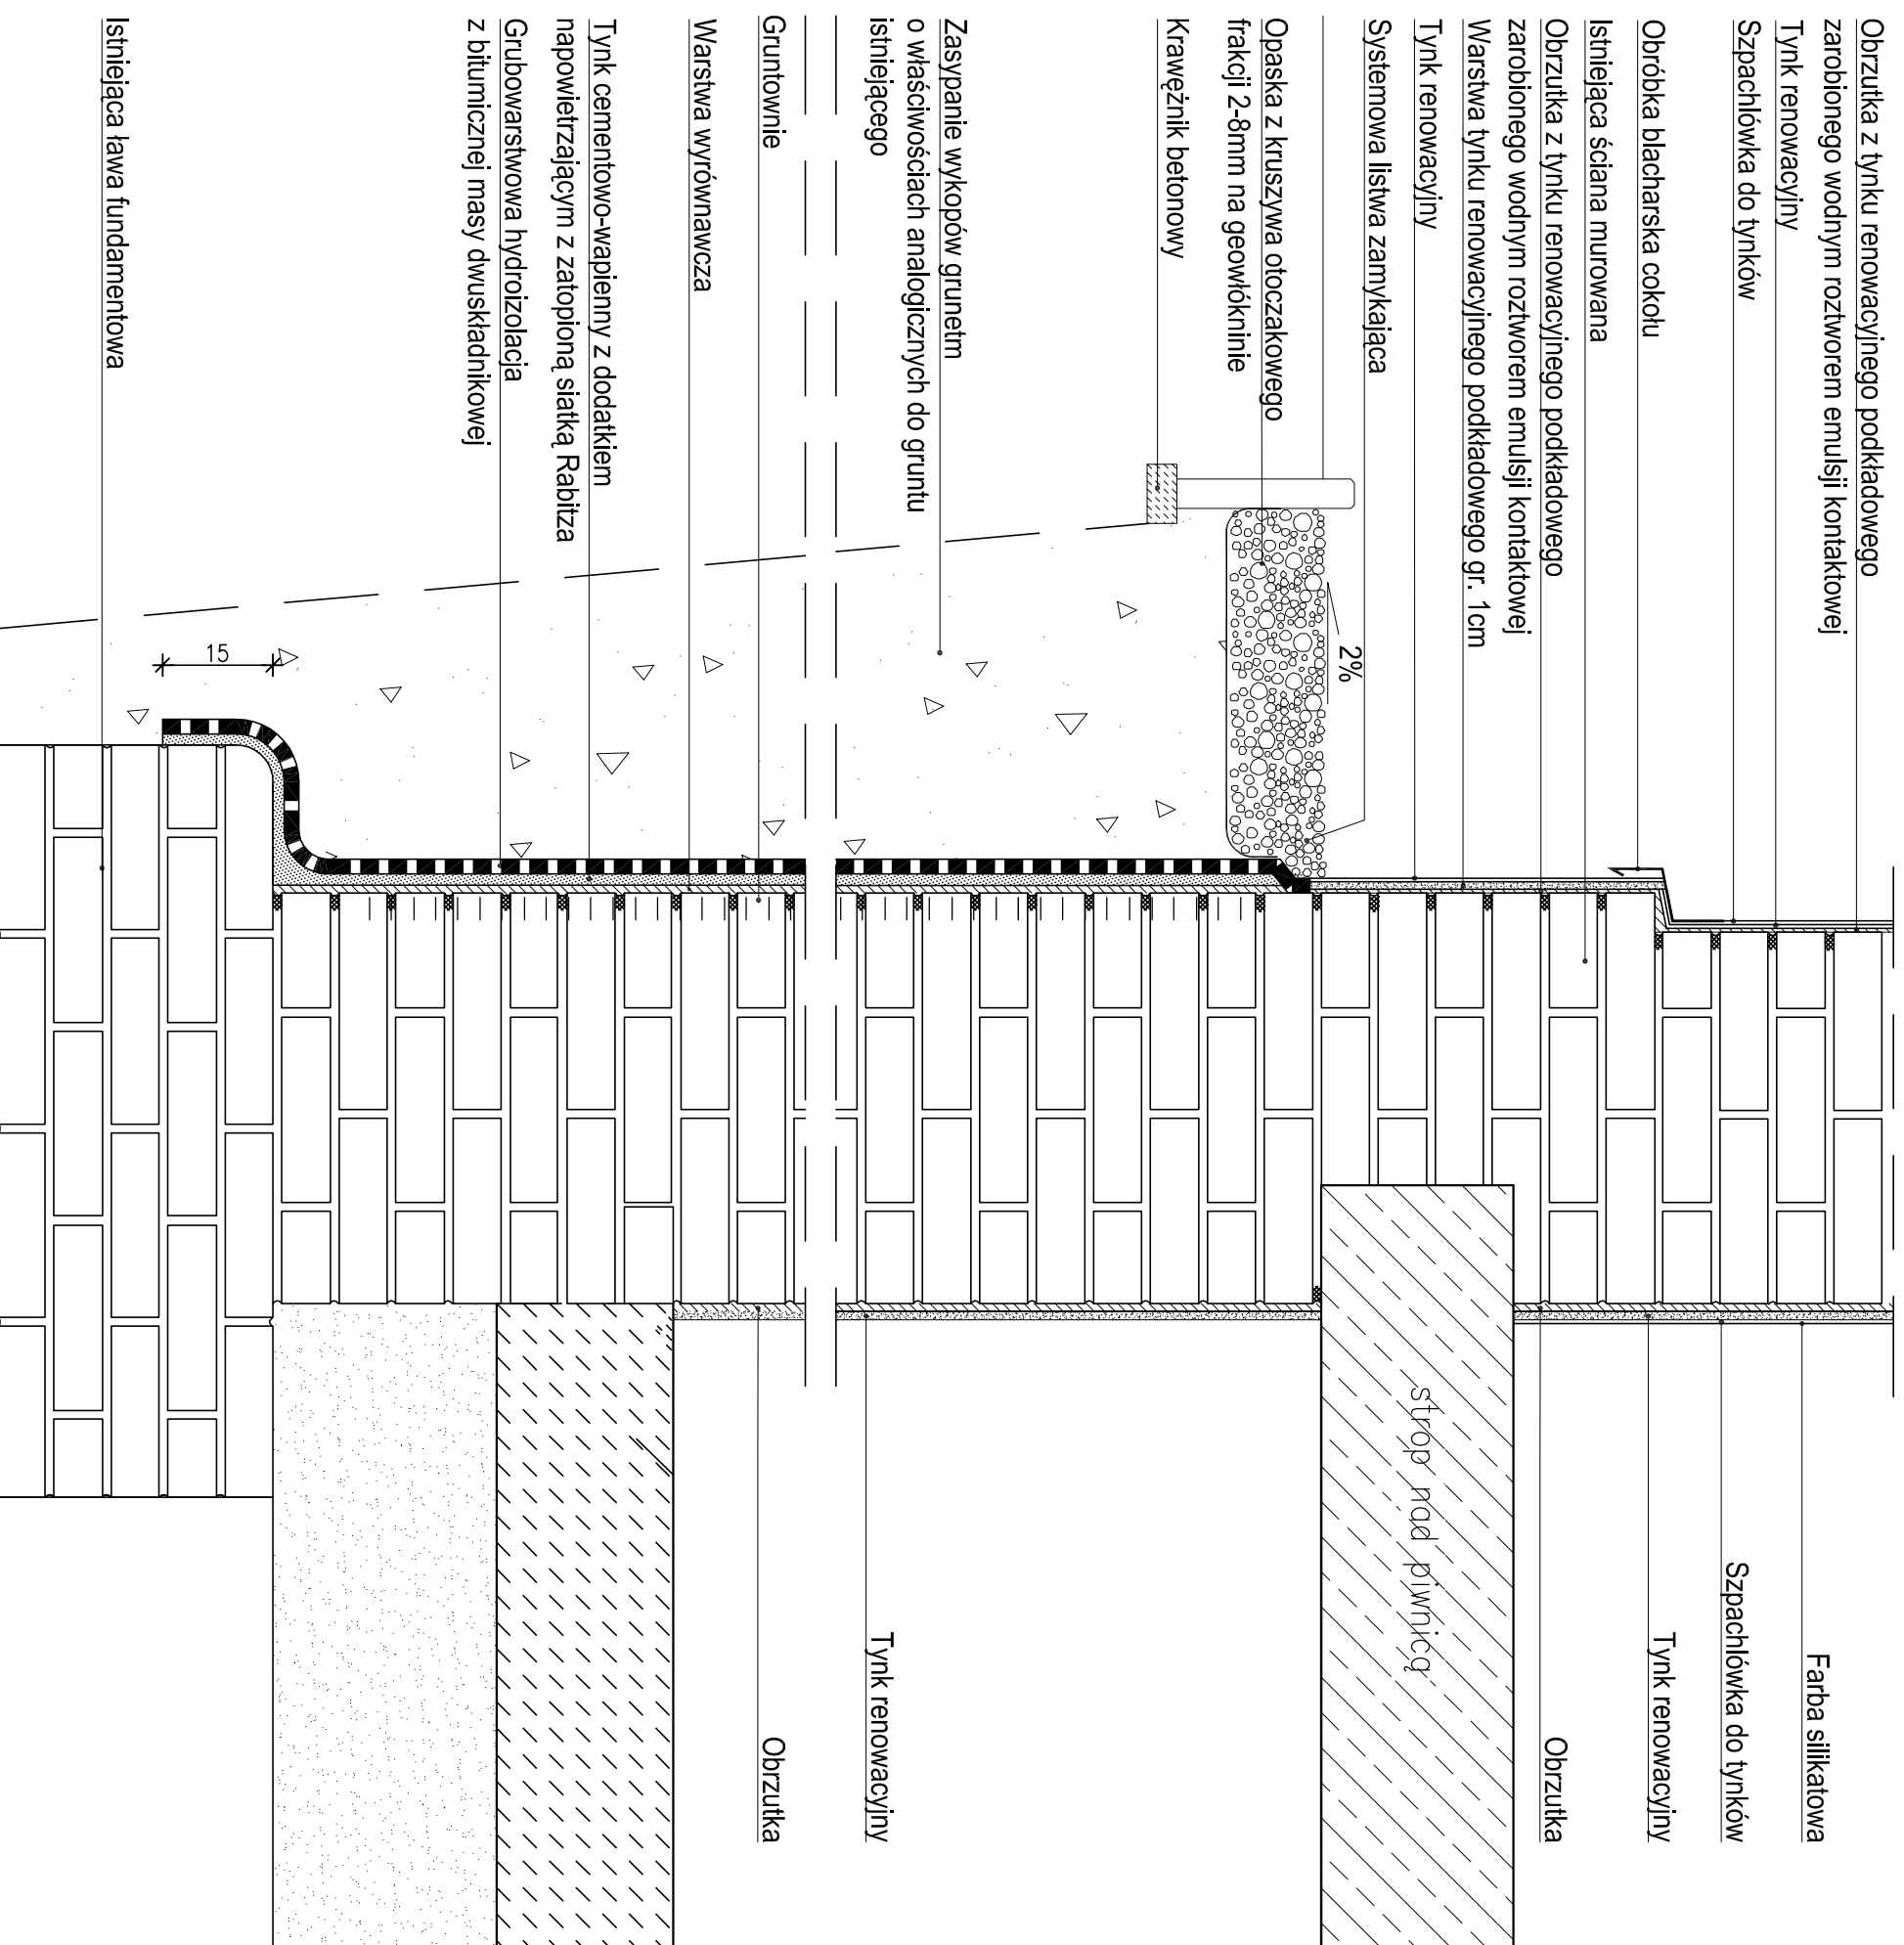 Obrzutka z tynku renowacyjnego podkładowego
zarobionego wodnym roztworem emulsji kontaktowej
Tynk renowacyjny
Szpachlówka do tynków
Obróbka blacharska cokołu
Istniejąca ściana murowana
Obrzutka z tynku renowacyjnego podkładowego
zarobionego wodnym roztworem emulsji kontaktowej
Warstwa tynku renowacyjnego podkładowego gr. 1cm
Tynk renowacyjny
Systemowa listwa zamykająca
Opaska z kruszywa otoczakowego
frakcji 2-8mm na geowłókninie
Krawężnik betonowy
Zasypanie wykopów grunetm
o właściwościach analogicznych do gruntu
istniejącego
Gruntownie
Warstwa wyrównawcza
Tynk cementowo-wapienny z dodatkiem
napowietrzającym z zatopioną siatką Rabitza
Grubowarstwowa hydroizolacja
z bitumicznej masy dwuskładnikowej
Istniejąca ława fundamentowa
2%
15
strop nad piwnicą
Farba silikatowa
Szpachlówka do tynków
Tynk renowacyjny
Obrzutka
Tynk renowacyjny
Obrzutka